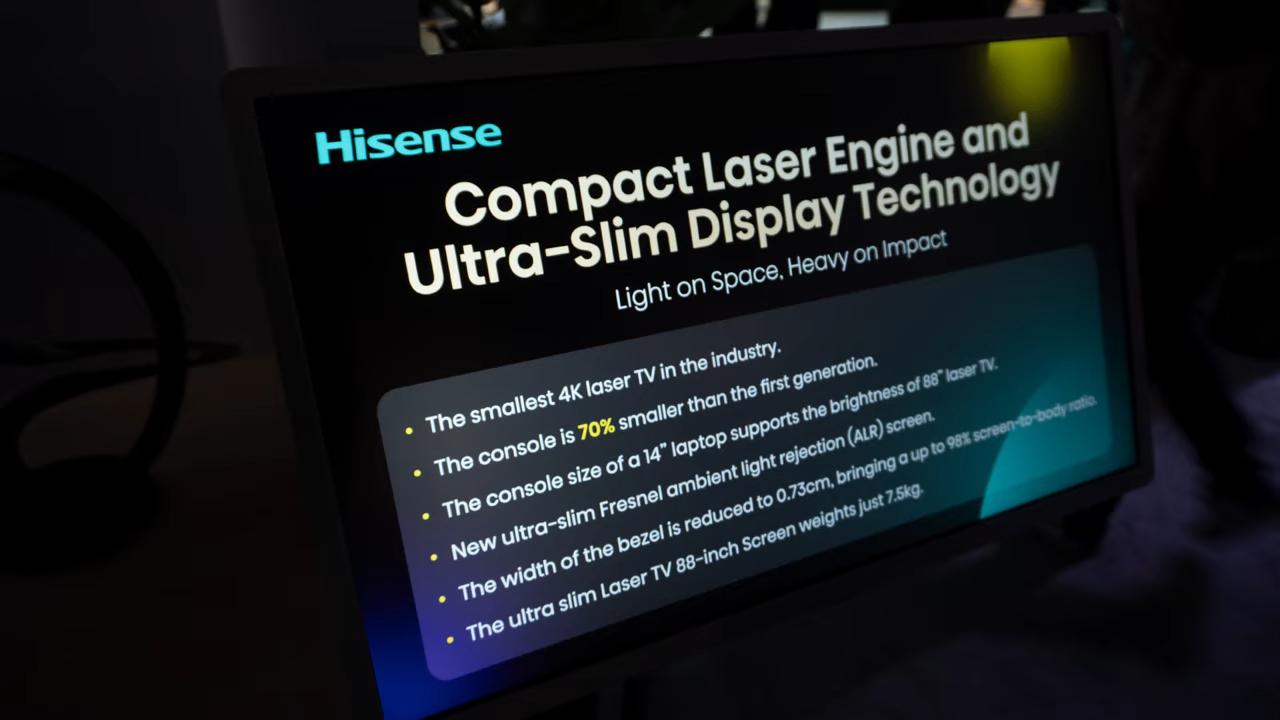 Hisense
Compact Laser Engine and
Ultra-Slim Display Technology
Light on Space, Heavy on Impact
• The smallest 4K laser TV in the industry.
• The console is 70% smaller than the first generation.
• The console size of a 14” laptop supports the brightness of 88” laser TV.
• New ultra-slim Fresnel ambient light rejection (ALR) screen.
• The width of the bezel is reduced to 0.73cm, bringing a up to 98% screen-to-body ratio.
• The ultra slim Laser TV 88-inch Screen weights just 7.5kg.